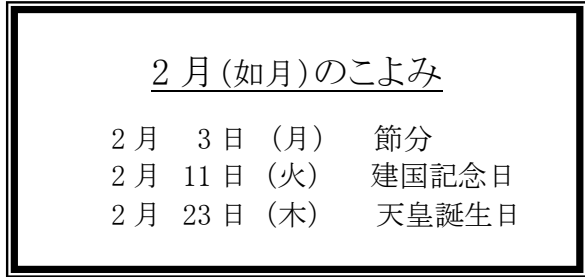 2月(如月)のこよみ
2月 3日 (月) 節分
2月 11日 (火) 建国記念日
2月 23日 (木) 天皇誕生日